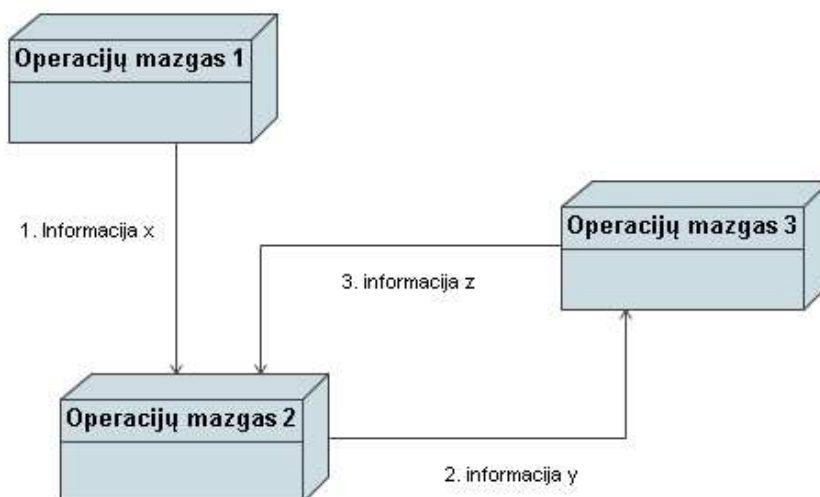 Operacijų mazgas 1
1. Informacija x
Operacijų mazgas 3
3. informacija z
Operacijų mazgas 2
2. informacija y